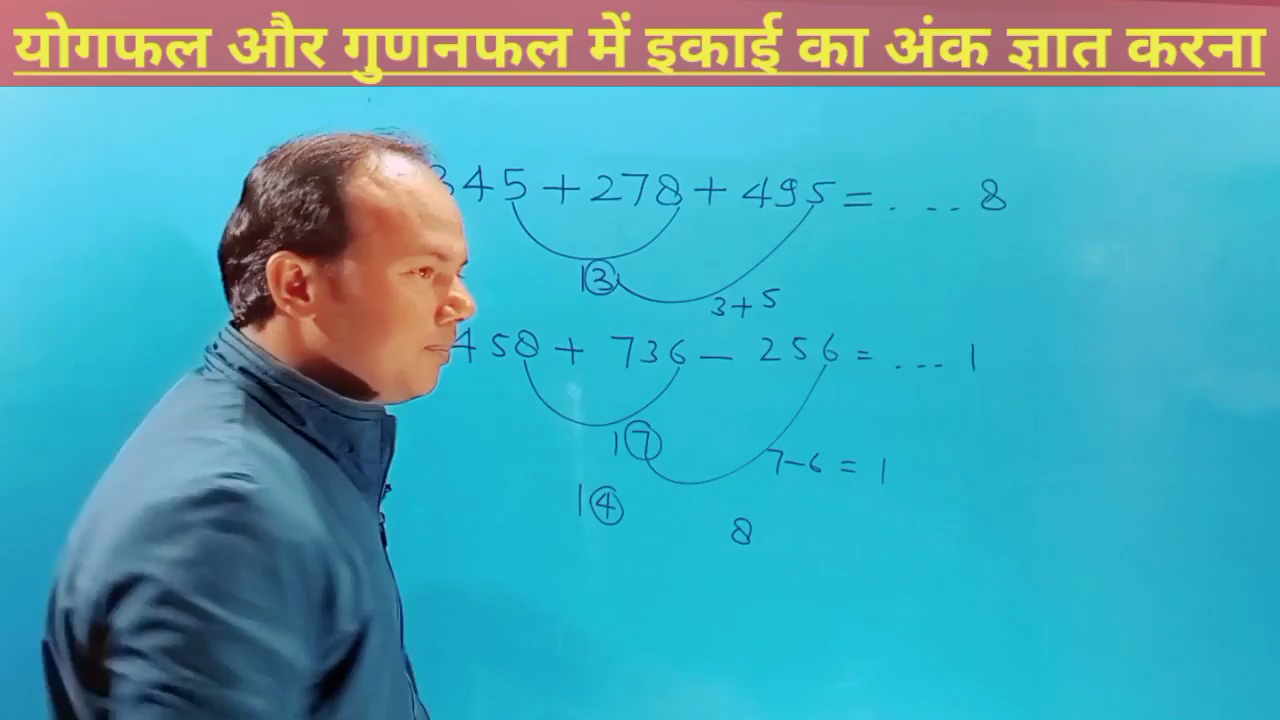 योगफल और गुणनफल में इकाई का अंक ज्ञात करना
345 + 278 + 495 = . _ _ . 8
13
3+5
458 + 736 – 256 = . _ _ . 1
17
7-6 = 1
14
8